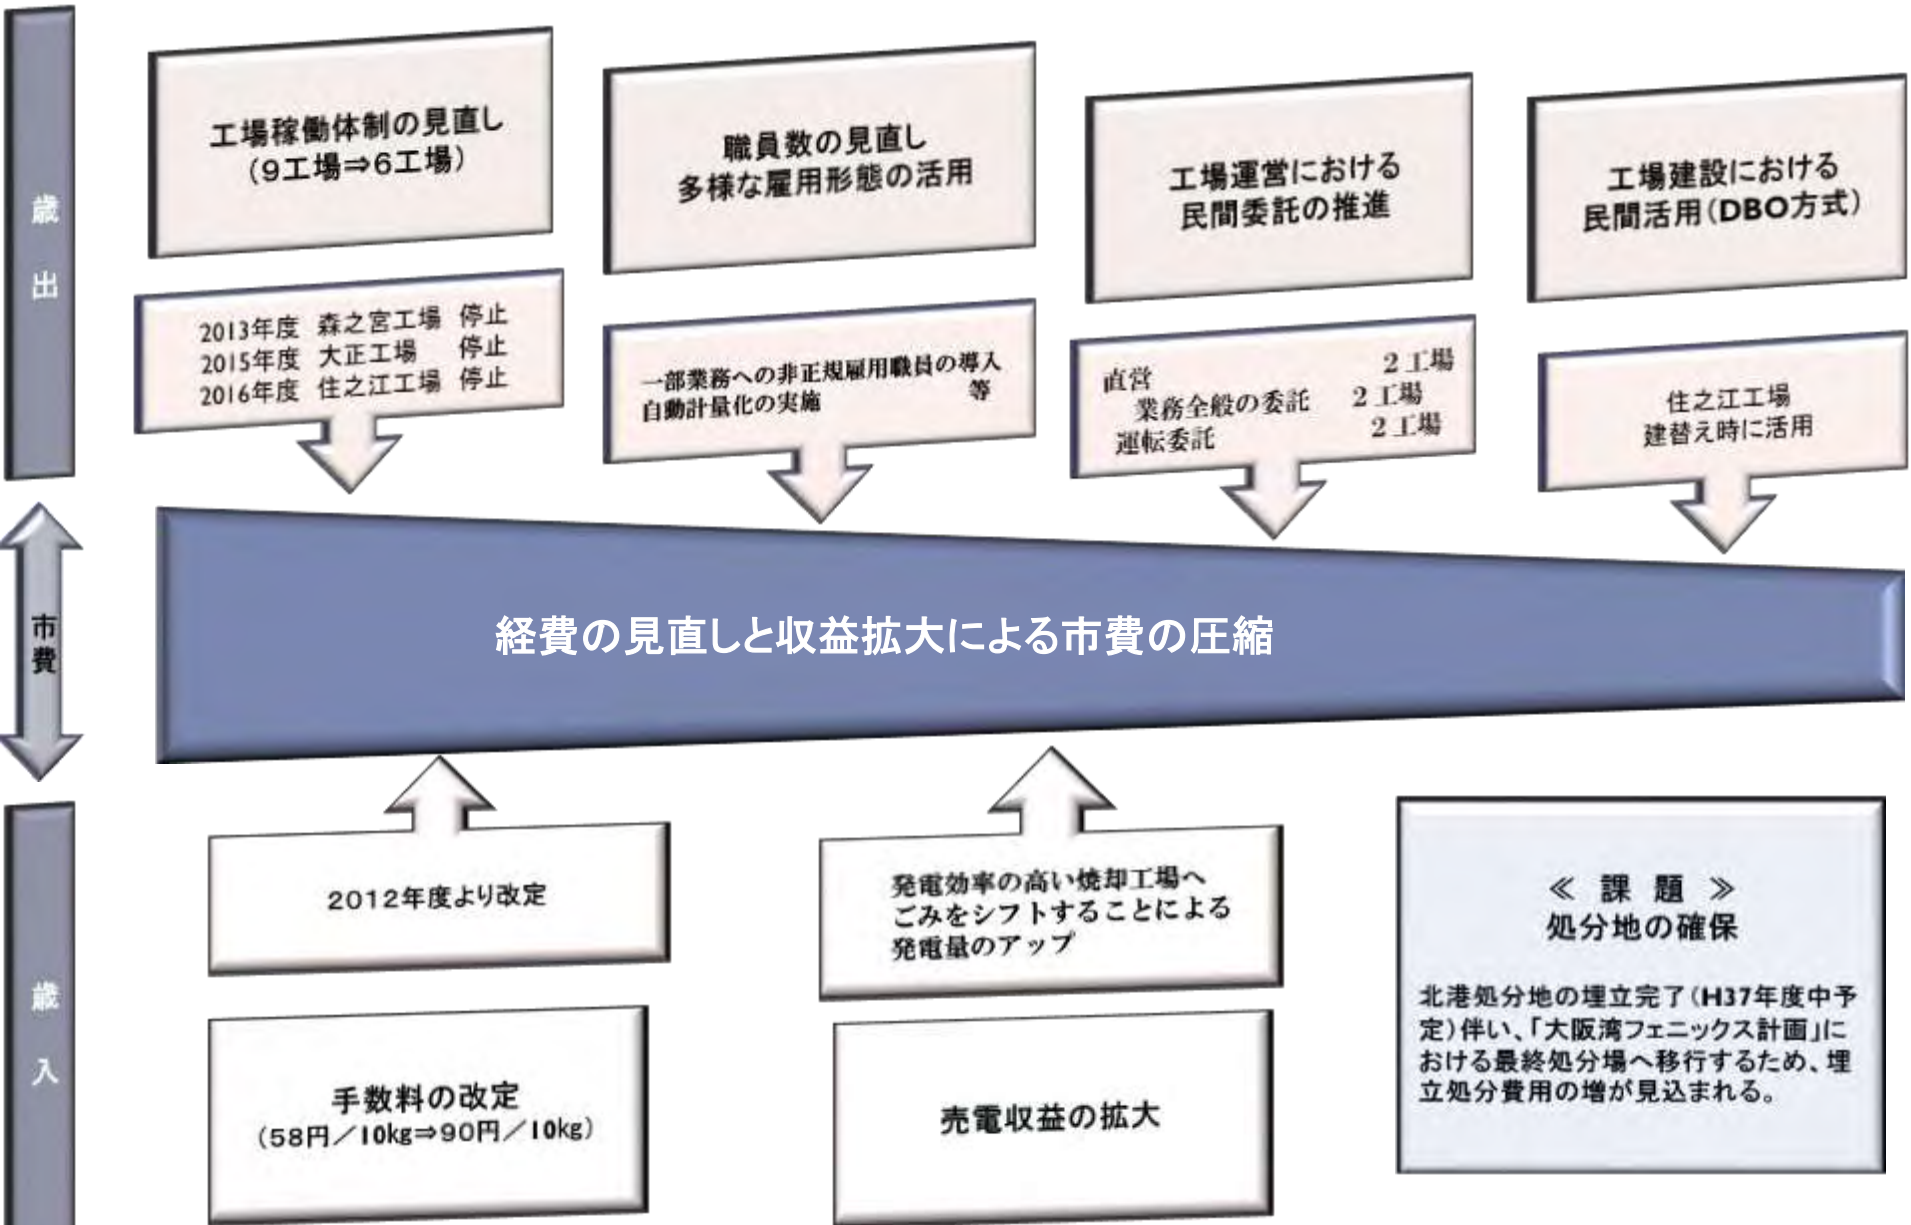 歳出
工場稼働体制の見直し
（9工場⇒6工場）
職員数の見直し
多様な雇用形態の活用
工場運営における
民間委託の推進
工場建設における
民間活用（DBO方式）
2013年度 森之宮工場 停止
2015年度 大正工場 停止
2016年度 住之江工場 停止
一部業務への非正規雇用職員の導入
自動計量化の実施 等
直営 2工場
業務全般の委託 2工場
運転委託 2工場
住之江工場
建替え時に活用
市費
経費の見直しと収益拡大による市費の圧縮
歳入
2012年度より改定
発電効率の高い焼却工場へ
ごみをシフトすることによる
発電量のアップ
手数料の改定
（58円／10kg⇒90円／10kg）
売電収益の拡大
≪ 課 題 ≫
処分地の確保
北港処分地の埋立完了（H37年度中予
定）伴い、「大阪湾フェニックス計画」に
おける最終処分場へ移行するため、埋
立処分費用の増が見込まれる。